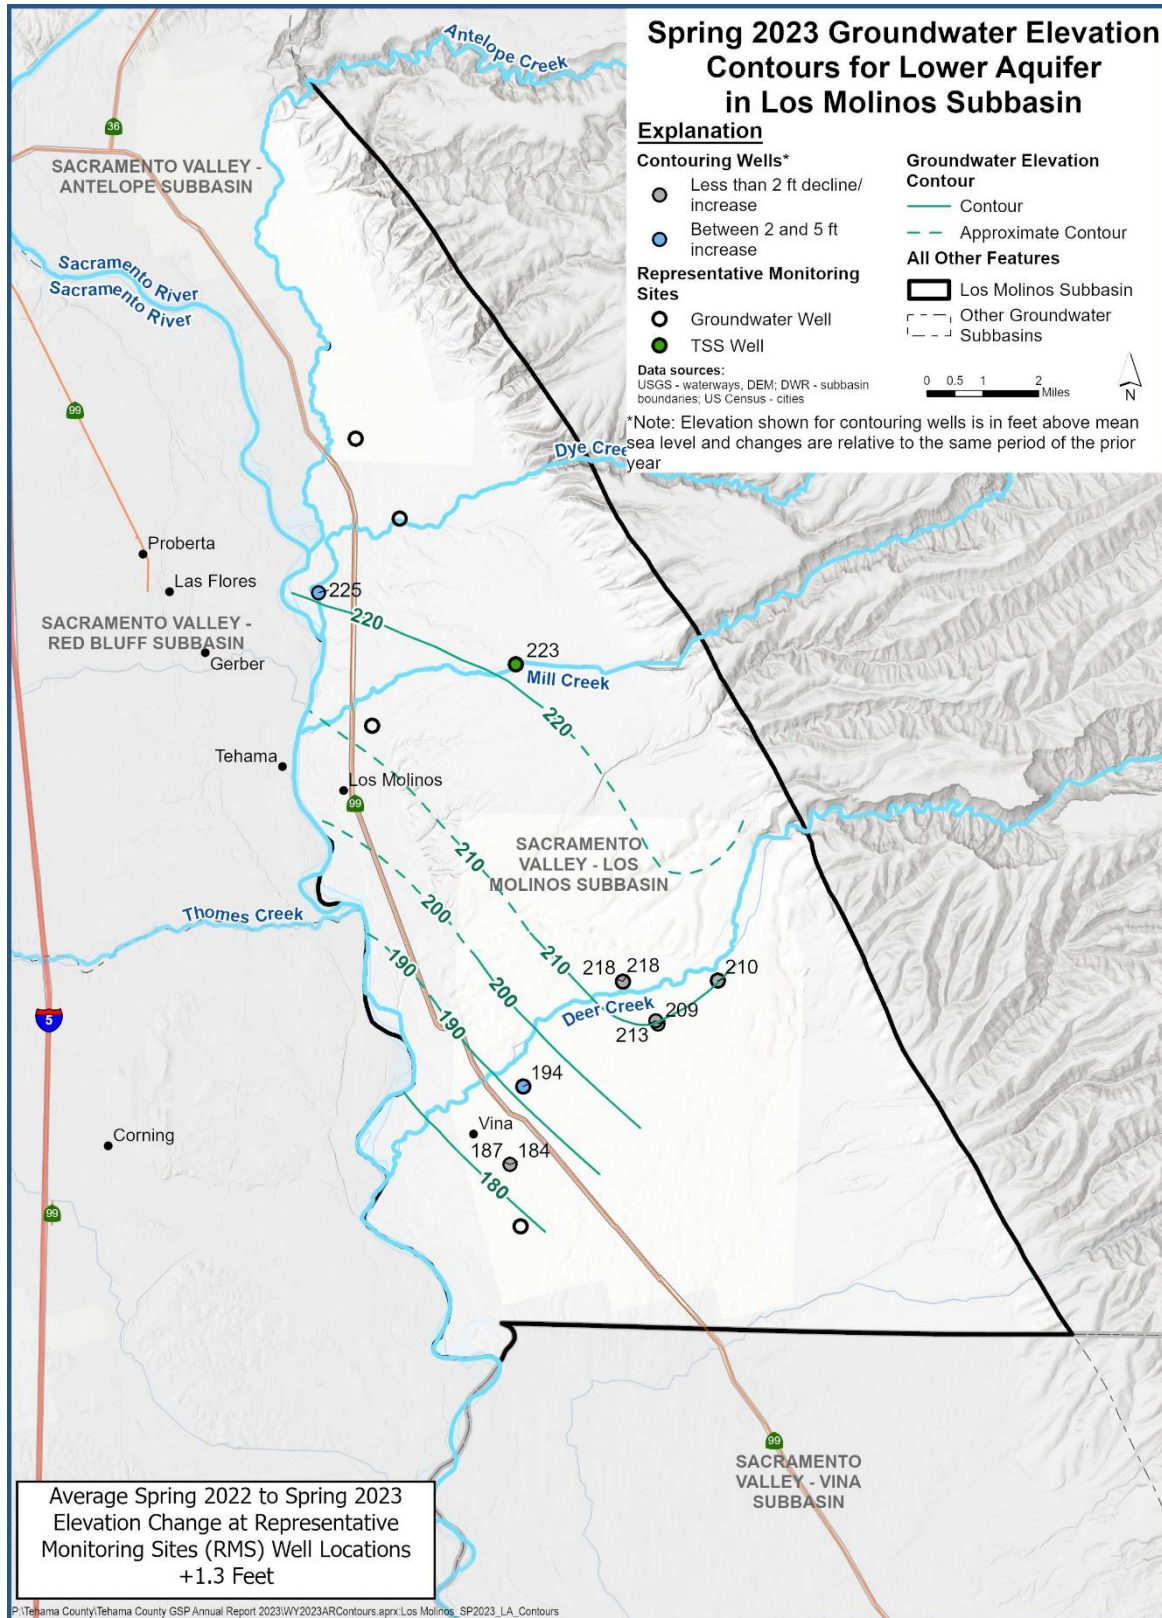 Spring 2023 Groundwater Elevation
Contours for Lower Aquifer
in Los Molinos Subbasin
Explanation
Contouring Wells*
Less than 2 ft decline/
increase
Between 2 and 5 ft
increase
Representative Monitoring
Sites
Groundwater Well
TSS Well
Data sources:
USGS - waterways, DEM; DWR - subbasin
boundaries; US Census - cities
Groundwater Elevation
Contour
Contour
Approximate Contour
All Other Features
Los Molinos Subbasin
Other Groundwater
Subbasins
0 0.5 1 2
Miles
N
*Note: Elevation shown for contouring wells is in feet above mean
sea level and changes are relative to the same period of the prior
year
Antelope Creek
36
SACRAMENTO VALLEY -
ANTELOPE SUBBASIN
Sacramento River
Sacramento River
99
Dye Cree
Proberta
Las Flores
225
220
SACRAMENTO VALLEY -
RED BLUFF SUBBASIN
Gerber
223
Mill Creek
220
Tehama
Los Molinos
99
210
SACRAMENTO
VALLEY - LOS
MOLINOS SUBBASIN
200
Thomes Creek
190
210
218
218
210
200
5
Deer Creek
209
213
190
194
Vina
Corning
187
184
180
99
99
SACRAMENTO
VALLEY - VINA
SUBBASIN
Average Spring 2022 to Spring 2023
Elevation Change at Representative
Monitoring Sites (RMS) Well Locations
+1.3 Feet
P:\Tehama County\Tehama County GSP Annual Report 2023\WY2023ARContours.aprx:Los Molinos_SP2023_LA_Contours